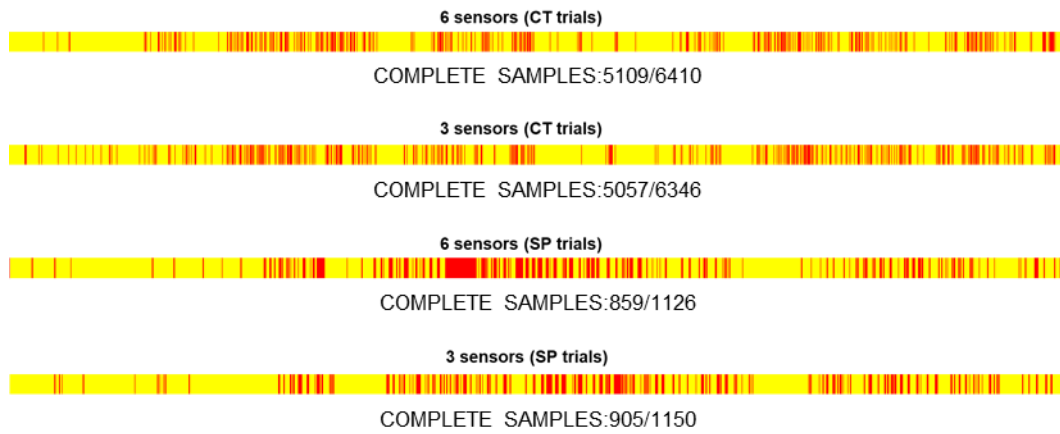 6 sensors (CT trials)
COMPLETE SAMPLES:5109/6410
3 sensors (CT trials)
COMPLETE SAMPLES:5057/6346
6 sensors (SP trials)
COMPLETE SAMPLES:859/1126
3 sensors (SP trials)
COMPLETE SAMPLES:905/1150